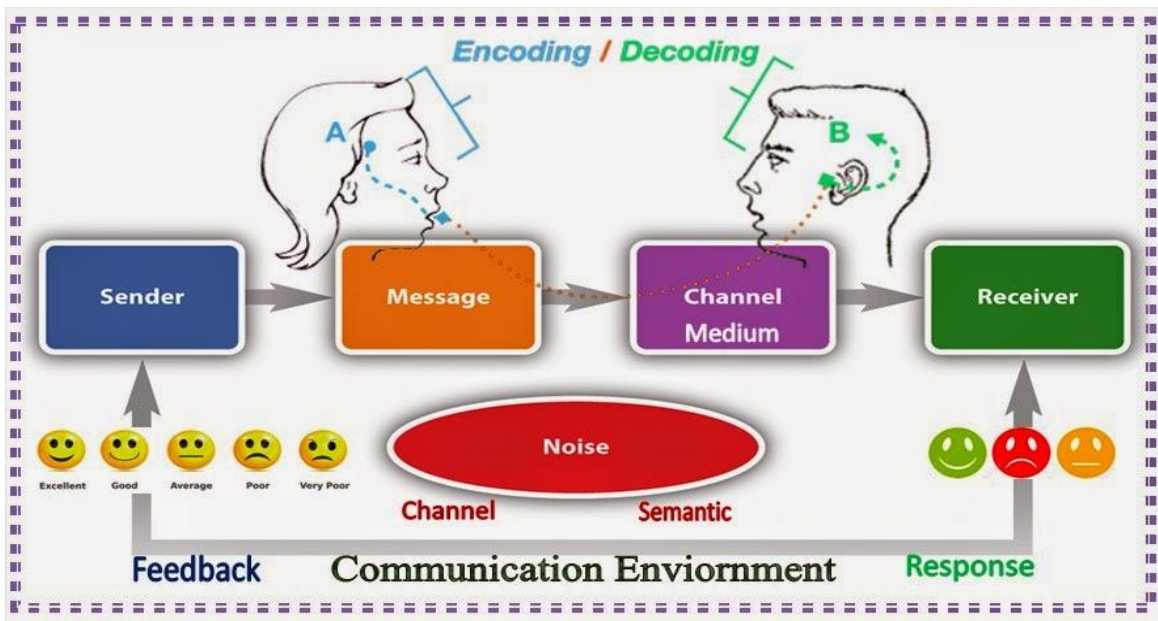 Encoding / Decoding
A
B
Sender
Message
Channel
Medium
Receiver
Noise
Excellent
Good
Average
Poor
Very Poor
Channel
Semantic
Feedback
Communication Enviornment
Response